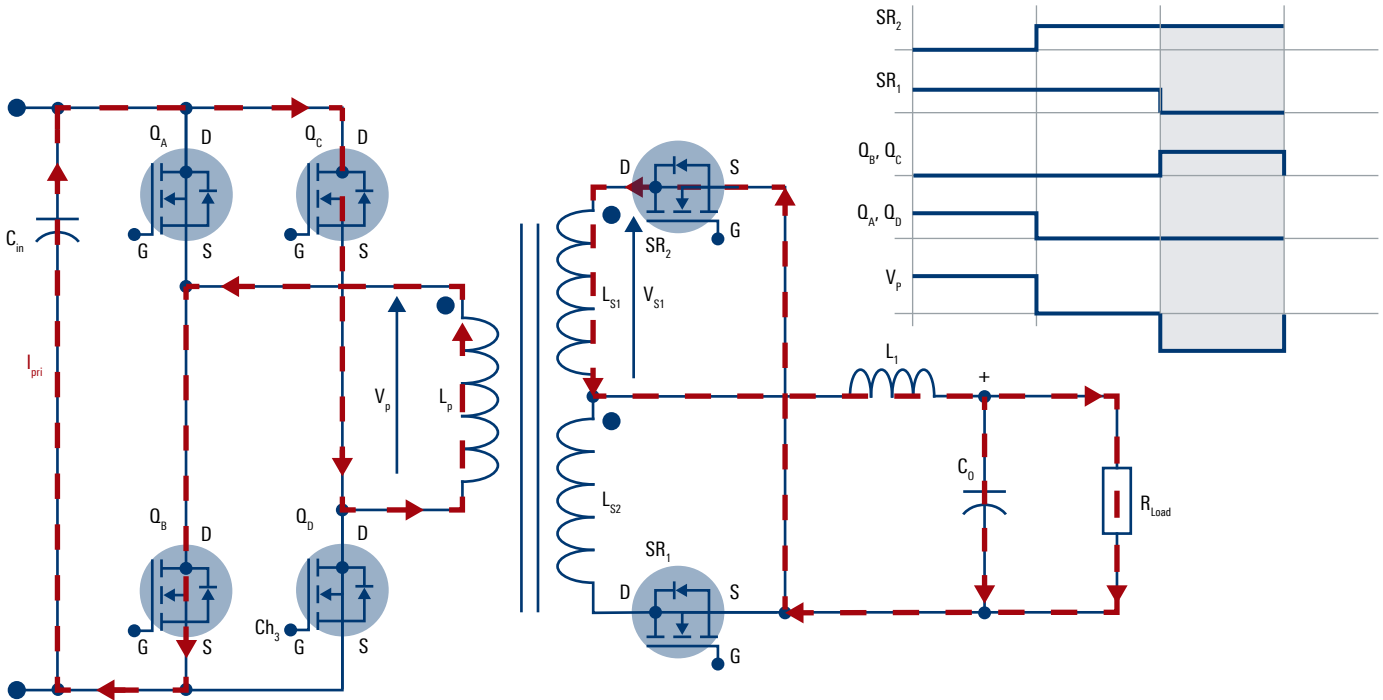 SR2
SR1
QB, QC
QA, QD
VP
QA D
QC D
Cin
G S
G S
Ipri
Vp
Lp
QB D
QD D
G S
Ch3 G S
D S
G
SR2
LS1
VS1
LS2
SR1
D S
G
L1
+
C0
RLoad